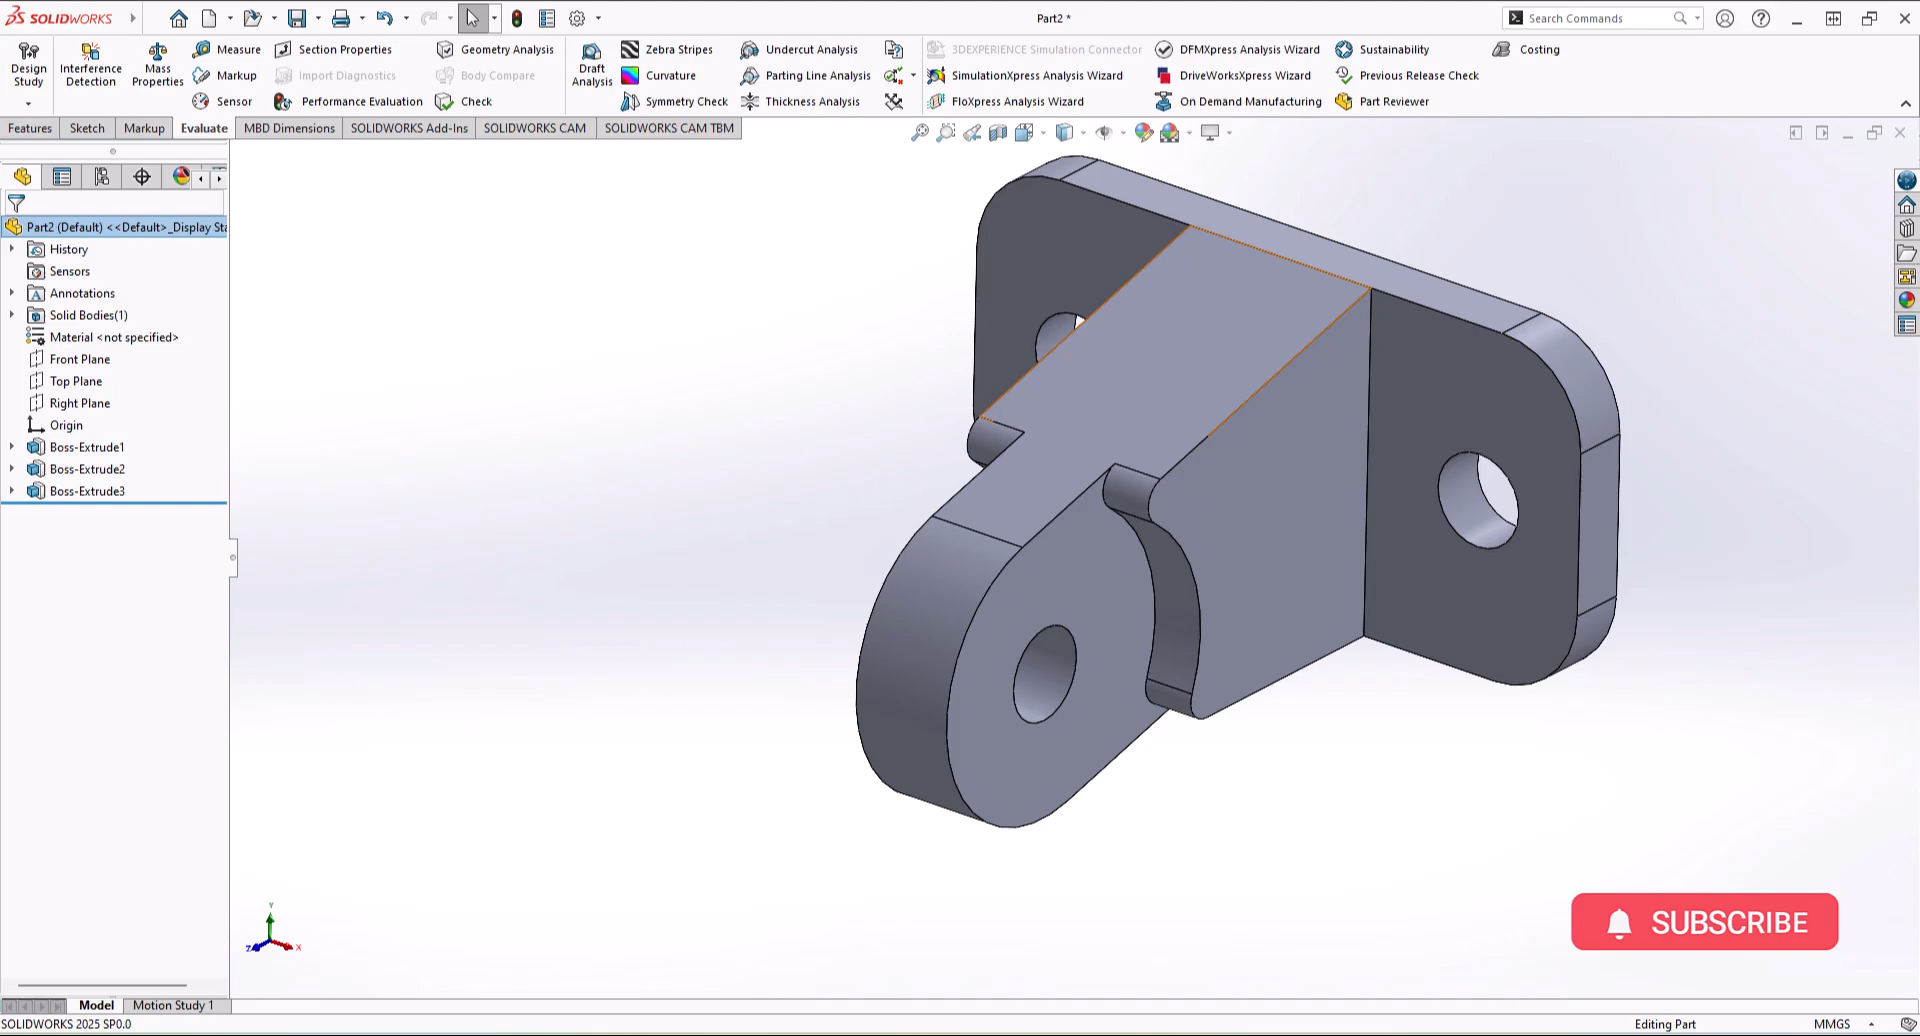 SOLIDWORKS
Part2 *
Search Commands
Design Study
Interference Detection
Mass Properties
Measure
Markup
Sensor
Section Properties
Import Diagnostics
Performance Evaluation
Geometry Analysis
Body Compare
Check
Draft Analysis
Zebra Stripes
Curvature
Symmetry Check
Undercut Analysis
Parting Line Analysis
Thickness Analysis
3DEXPERIENCE Simulation Connector
SimulationXpress Analysis Wizard
FloXpress Analysis Wizard
DFMXpress Analysis Wizard
DriveWorksXpress Wizard
On Demand Manufacturing
Sustainability
Previous Release Check
Part Reviewer
Costing
Features
Sketch
Markup
Evaluate
MBD Dimensions
SOLIDWORKS Add-Ins
SOLIDWORKS CAM
SOLIDWORKS CAM TBM
Part2 (Default) <<Default>_Display Sta
History
Sensors
Annotations
Solid Bodies(1)
Material <not specified>
Front Plane
Top Plane
Right Plane
Origin
Boss-Extrude1
Boss-Extrude2
Boss-Extrude3
Y
Z
X
SUBSCRIBE
Model
Motion Study 1
SOLIDWORKS 2025 SP0.0
Editing Part
MMGS